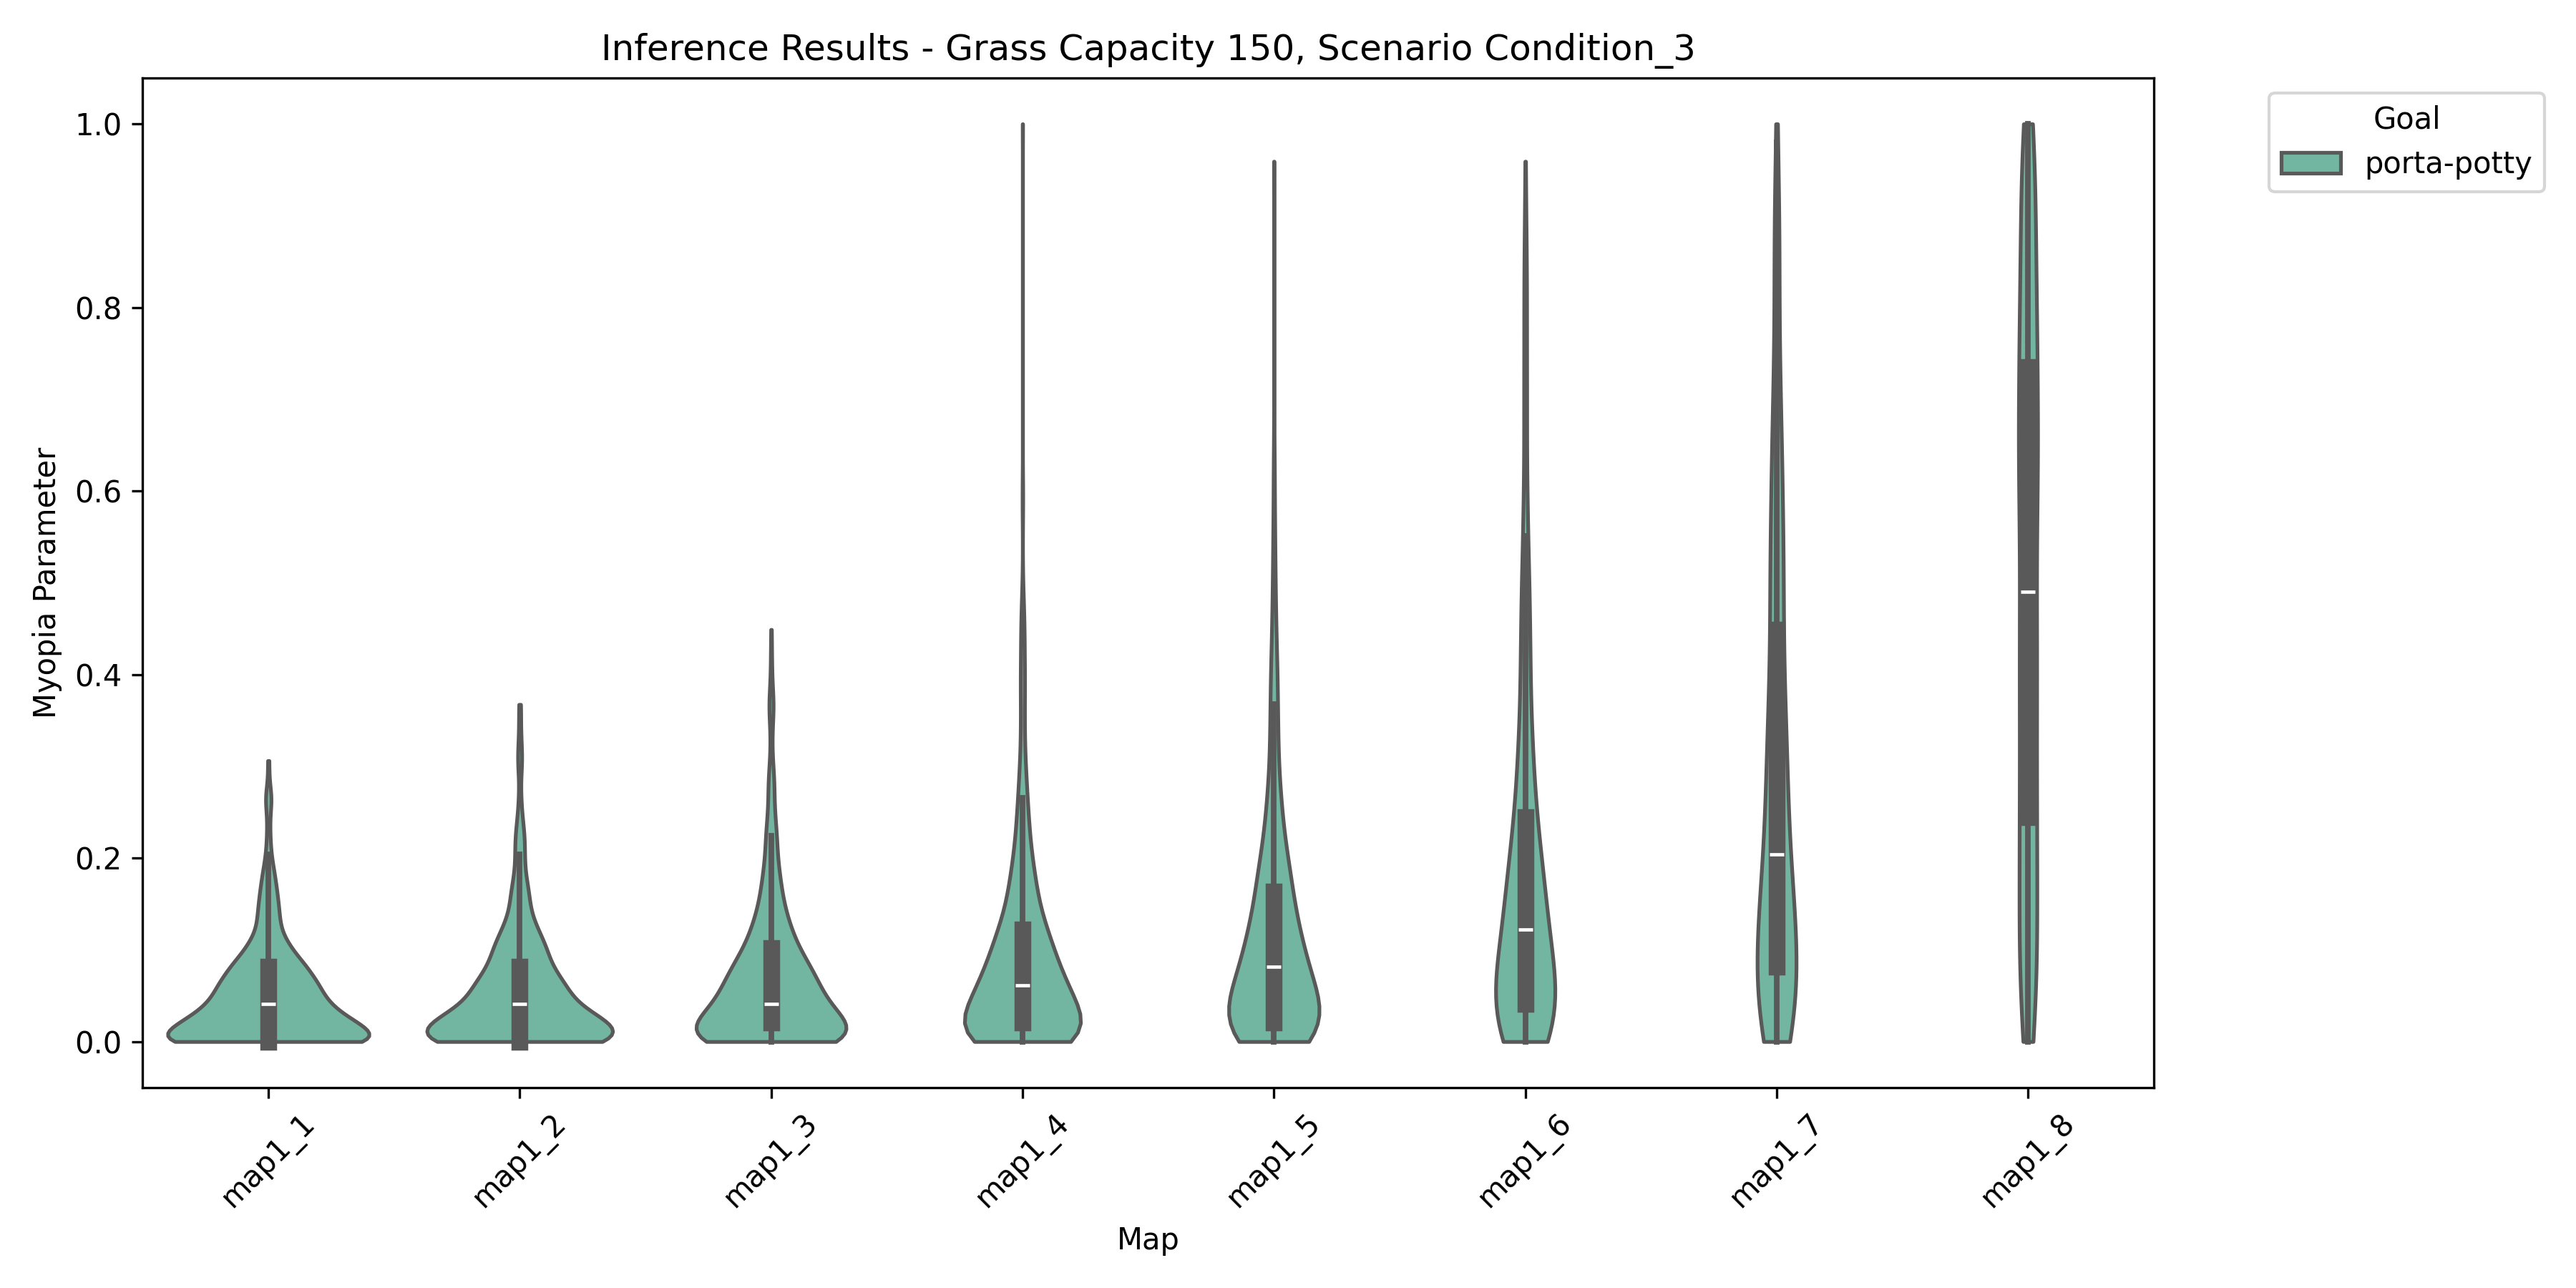 Inference Results - Grass Capacity 150, Scenario Condition_3
Goal
porta-potty
Myopia Parameter
1.0
0.8
0.6
0.4
0.2
0.0
map1_1
map1_2
map1_3
map1_4
map1_5
map1_6
map1_7
map1_8
Map